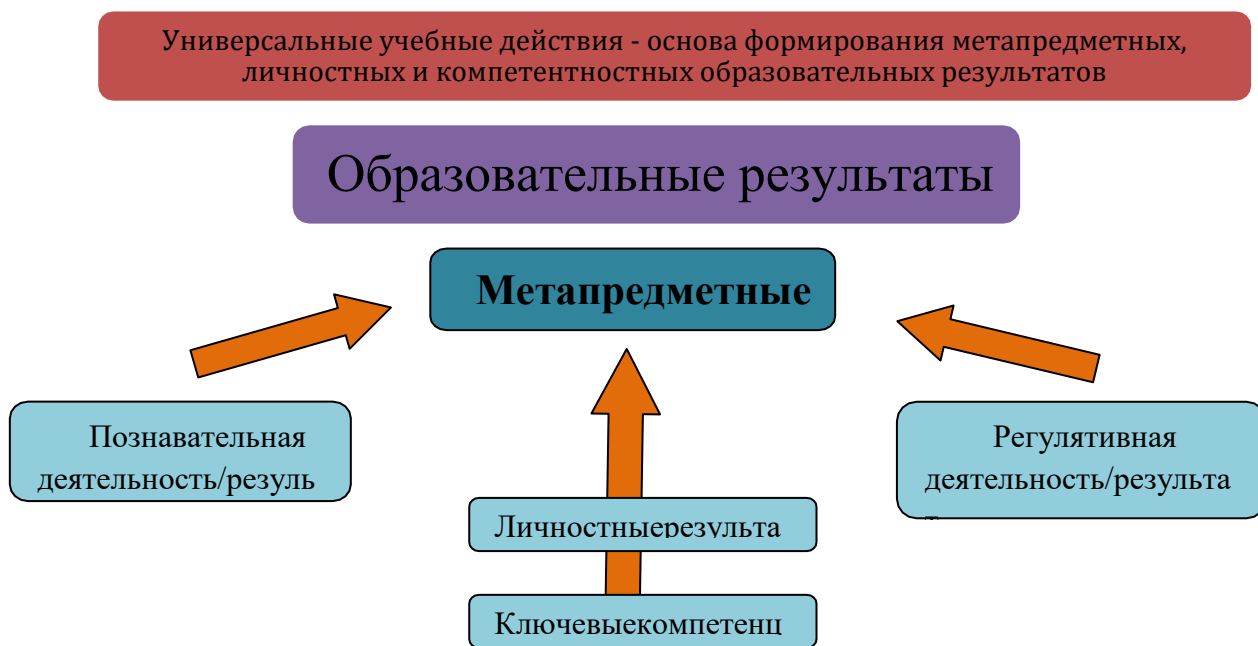 Универсальные учебные действия - основа формирования метапредметных,
личностных и компетентностных образовательных результатов
Образовательные результаты
Метапредметные
Познавательная
деятельность/резуль
Регулятивная
деятельность/результа
т
Личностныерезульта
Ключевыекомпетенц